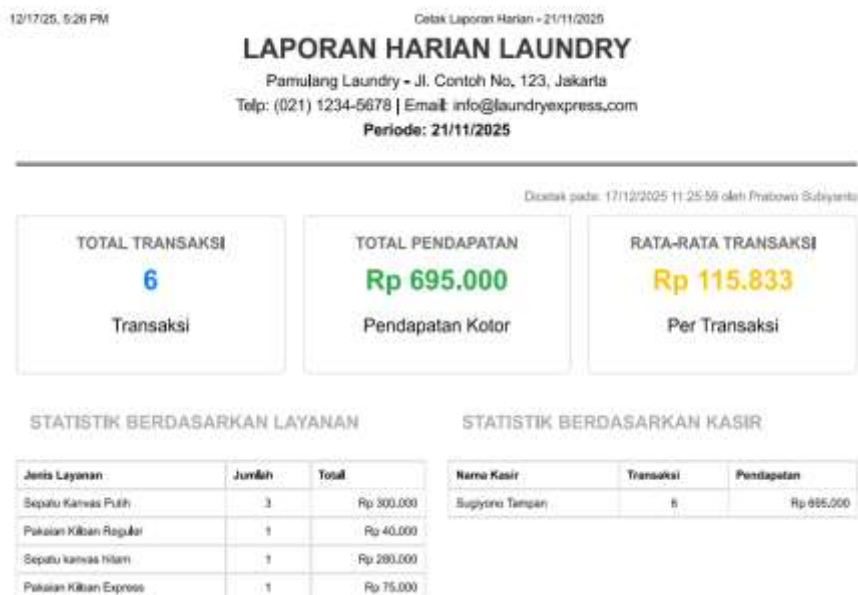 12/17/25, 5:26 PM
Cetak Laporan Harian - 21/11/2025
LAPORAN HARIAN LAUNDRY
Pamulang Laundry - Jl. Contoh No. 123, Jakarta
Telp: (021) 1234-5678 | Email: info@laundryexpress.com
Periode: 21/11/2025
Dicetak pada: 17/12/2025 11:25:59 oleh Prabowo Subiyanto
TOTAL TRANSAKSI
6
Transaksi
TOTAL PENDAPATAN
Rp 695.000
Pendapatan Kotor
RATA-RATA TRANSAKSI
Rp 115.833
Per Transaksi
STATISTIK BERDASARKAN LAYANAN
Jenis Layanan Jumlah Total
Sepatu Kanvas Putih 3 Rp 300.000
Pakaian Kiloan Regular 1 Rp 40.000
Sepatu kanvas hitam 1 Rp 280.000
Pakaian Kiloan Express 1 Rp 75.000
STATISTIK BERDASARKAN KASIR
Nama Kasir Transaksi Pendapatan
Sugiyono Tampan 6 Rp 695.000